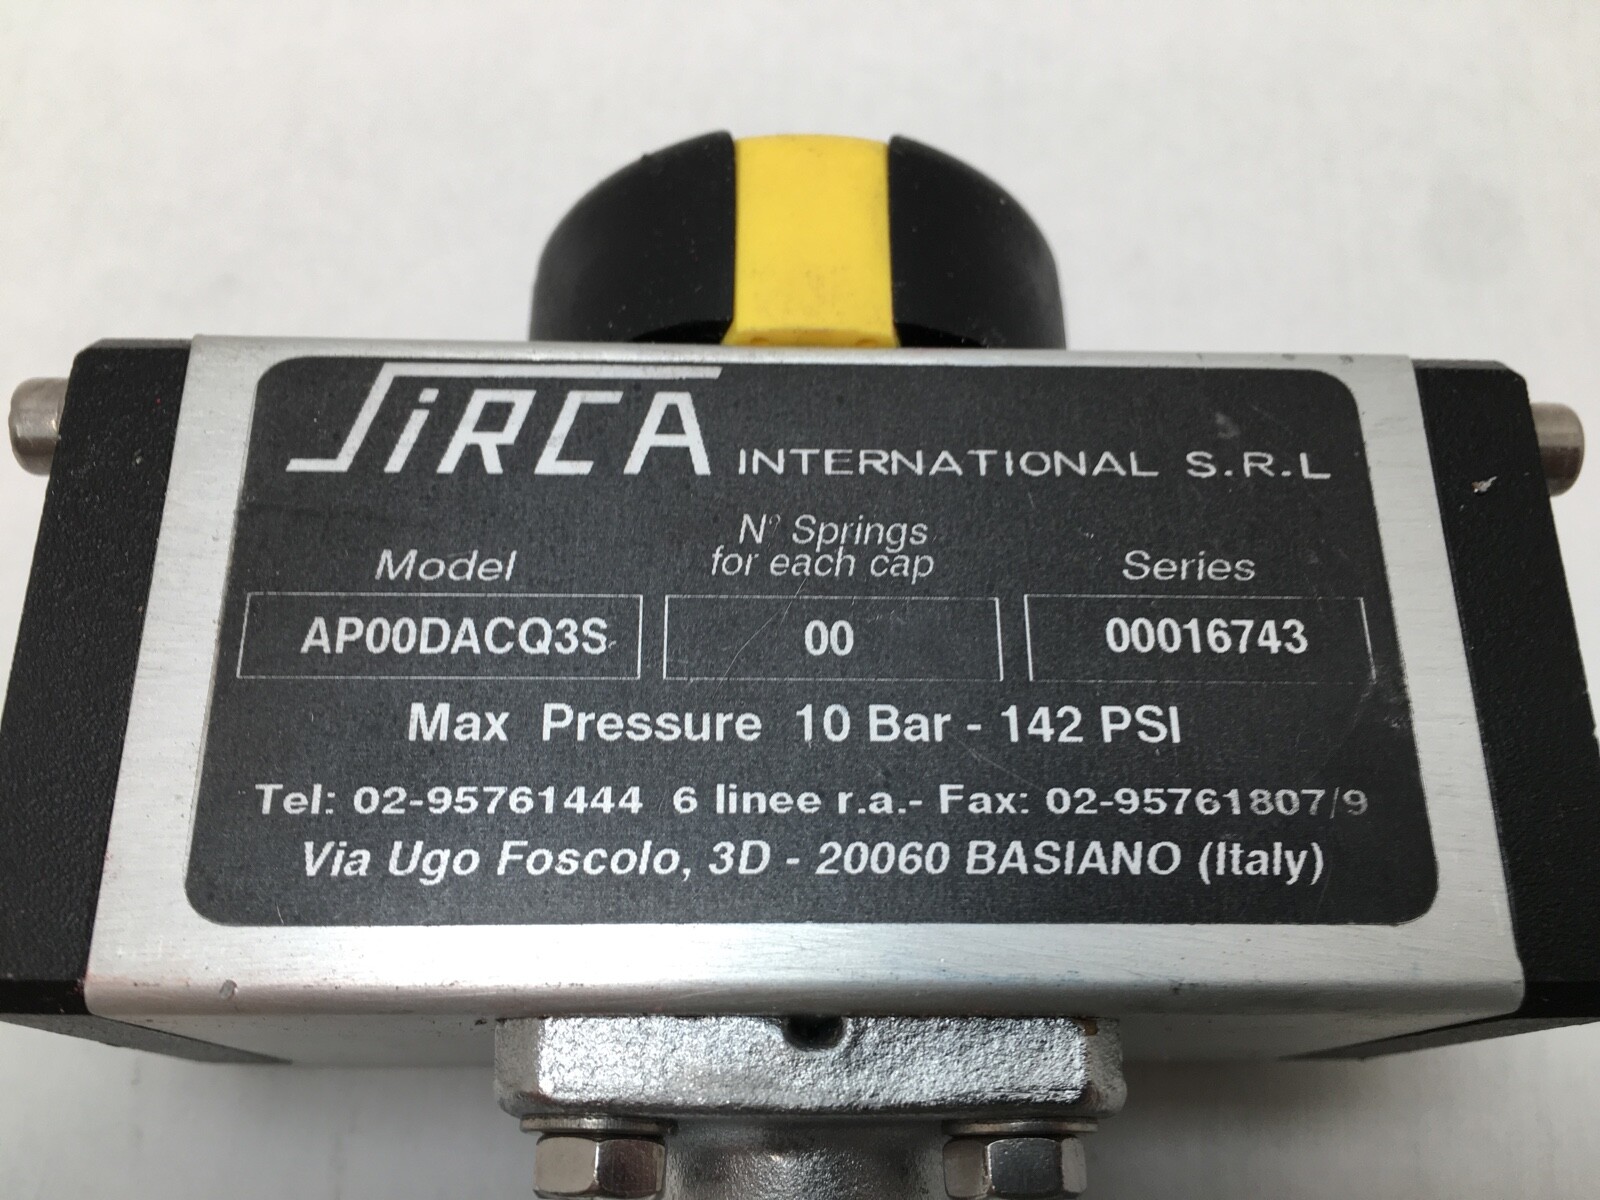 SiRCA INTERNATIONAL S.R.L
N° Springs
for each cap
Model
Series
AP00DACQ3S
00
00016743
Max Pressure 10 Bar - 142 PSI
Tel: 02-95761444 6 linee r.a.- Fax: 02-95761807/9
Via Ugo Foscolo, 3D - 20060 BASIANO (Italy)